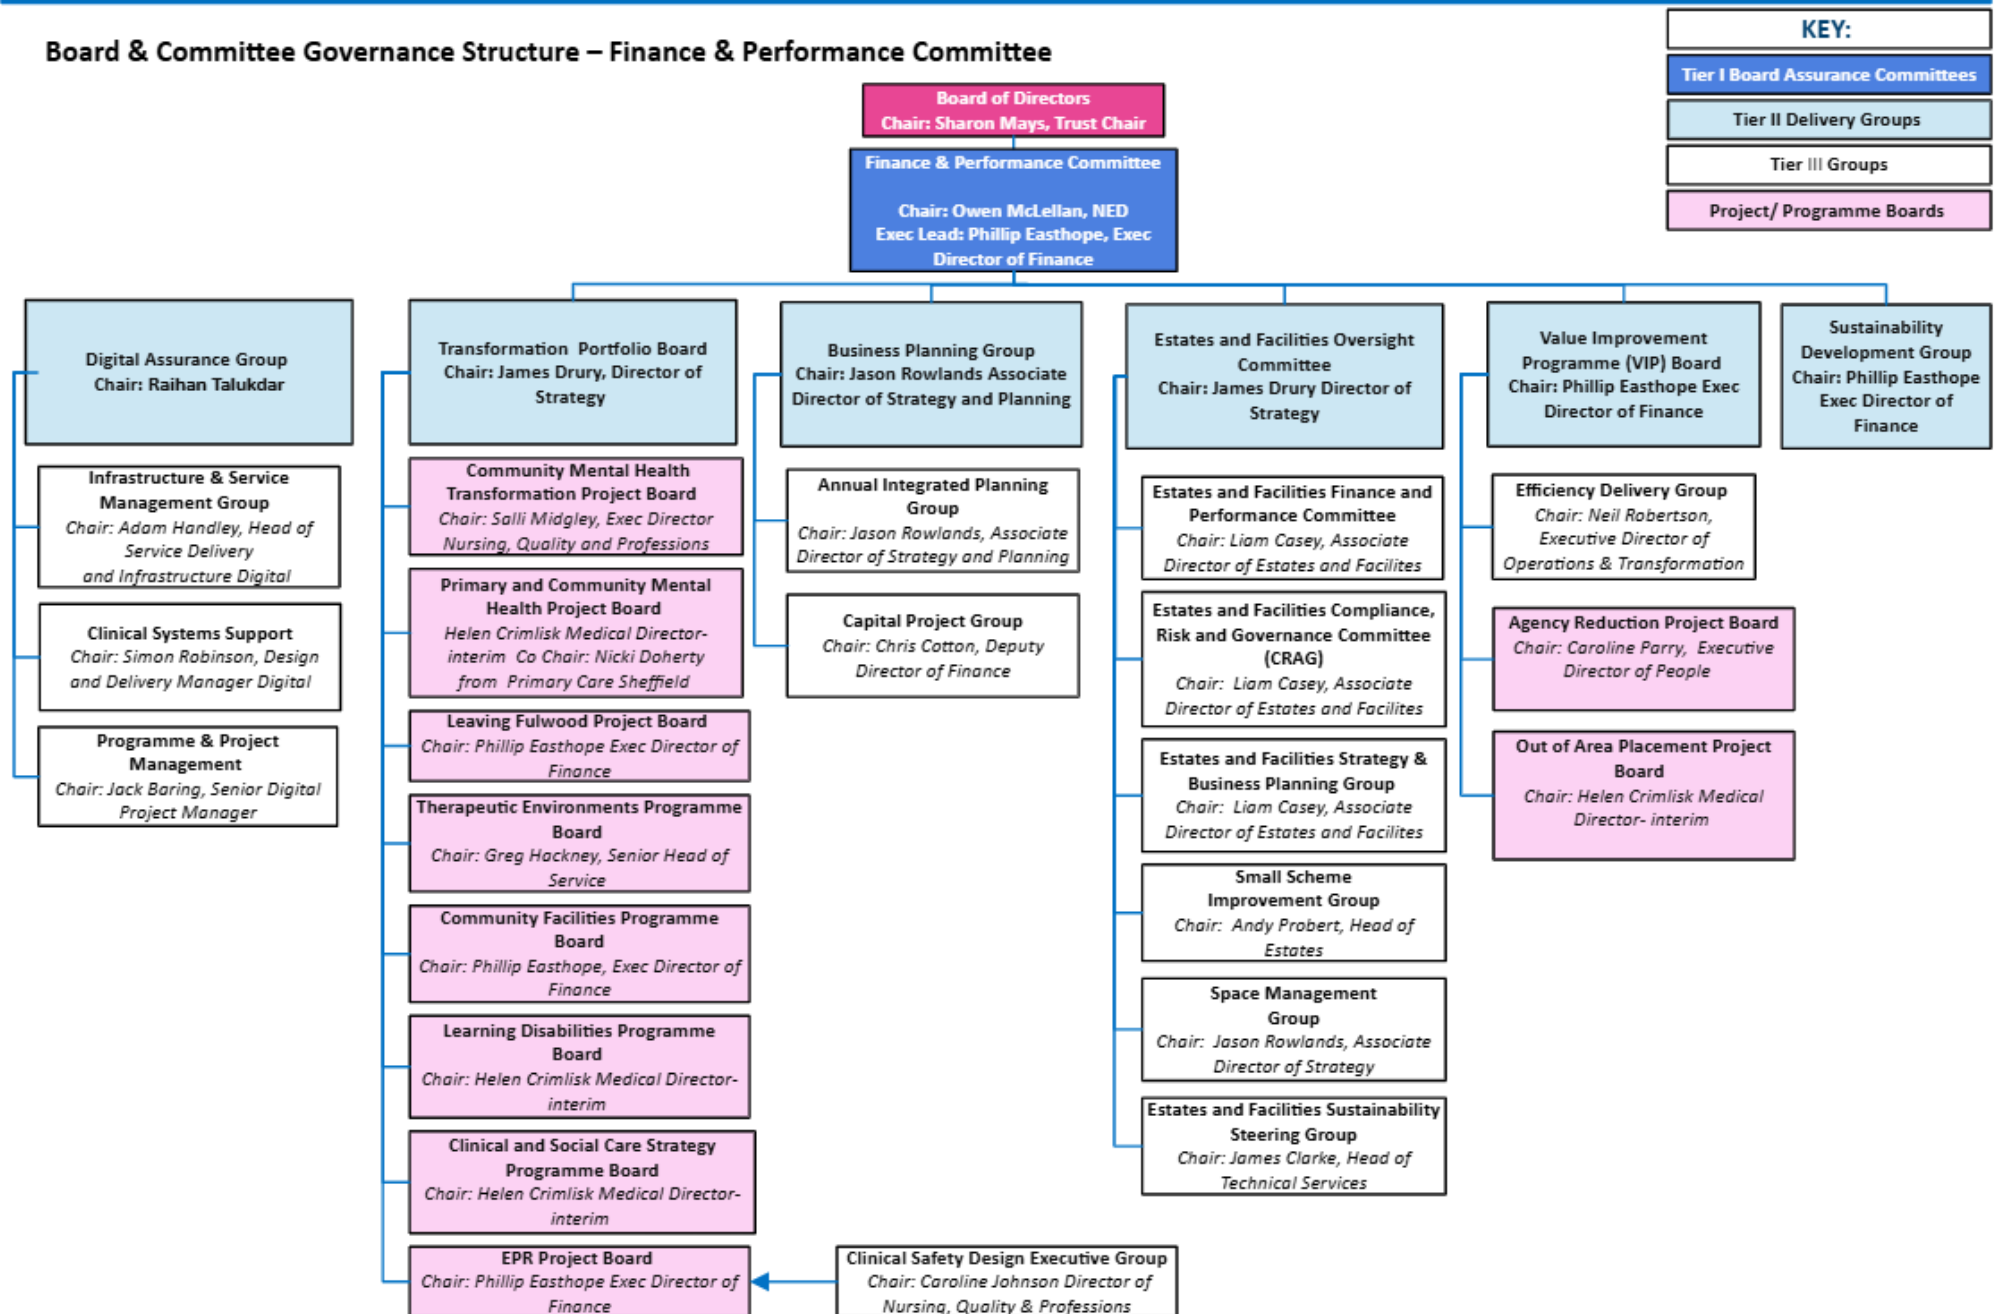 Board & Committee Governance Structure – Finance & Performance Committee
KEY:
Tier I Board Assurance Committees
Tier II Delivery Groups
Tier III Groups
Project/ Programme Boards
Board of Directors
Chair: Sharon Mays, Trust Chair
Finance & Performance Committee
Chair: Owen McLellan, NED
Exec Lead: Phillip Easthope, Exec
Director of Finance
Digital Assurance Group
Chair: Raihan Talukdar
Infrastructure & Service
Management Group
Chair: Adam Handley, Head of
Service Delivery
and Infrastructure Digital
Clinical Systems Support
Chair: Simon Robinson, Design
and Delivery Manager Digital
Programme & Project
Management
Chair: Jack Baring, Senior Digital
Project Manager
Transformation Portfolio Board
Chair: James Drury, Director of
Strategy
Community Mental Health
Transformation Project Board
Chair: Salli Midgley, Exec Director
Nursing, Quality and Professions
Primary and Community Mental
Health Project Board
Helen Crimlisk Medical Director-
interim Co Chair: Nicki Doherty
from Primary Care Sheffield
Leaving Fulwood Project Board
Chair: Phillip Easthope Exec Director of
Finance
Therapeutic Environments Programme
Board
Chair: Greg Hackney, Senior Head of
Service
Community Facilities Programme
Board
Chair: Phillip Easthope, Exec Director of
Finance
Learning Disabilities Programme
Board
Chair: Helen Crimlisk Medical Director-
interim
Clinical and Social Care Strategy
Programme Board
Chair: Helen Crimlisk Medical Director-
interim
EPR Project Board
Chair: Phillip Easthope Exec Director of
Finance
Clinical Safety Design Executive Group
Chair: Caroline Johnson Director of
Nursing, Quality & Professions
Business Planning Group
Chair: Jason Rowlands Associate
Director of Strategy and Planning
Annual Integrated Planning
Group
Chair: Jason Rowlands, Associate
Director of Strategy and Planning
Capital Project Group
Chair: Chris Cotton, Deputy
Director of Finance
Estates and Facilities Oversight
Committee
Chair: James Drury Director of
Strategy
Estates and Facilities Finance and
Performance Committee
Chair: Liam Casey, Associate
Director of Estates and Facilites
Estates and Facilities Compliance,
Risk and Governance Committee
(CRAG)
Chair: Liam Casey, Associate
Director of Estates and Facilites
Estates and Facilities Strategy &
Business Planning Group
Chair: Liam Casey, Associate
Director of Estates and Facilites
Small Scheme
Improvement Group
Chair: Andy Probert, Head of
Estates
Space Management
Group
Chair: Jason Rowlands, Associate
Director of Strategy
Estates and Facilities Sustainability
Steering Group
Chair: James Clarke, Head of
Technical Services
Value Improvement
Programme (VIP) Board
Chair: Phillip Easthope Exec
Director of Finance
Efficiency Delivery Group
Chair: Neil Robertson,
Executive Director of
Operations & Transformation
Agency Reduction Project Board
Chair: Caroline Parry, Executive
Director of People
Out of Area Placement Project
Board
Chair: Helen Crimlisk Medical
Director- interim
Sustainability
Development Group
Chair: Phillip Easthope
Exec Director of
Finance